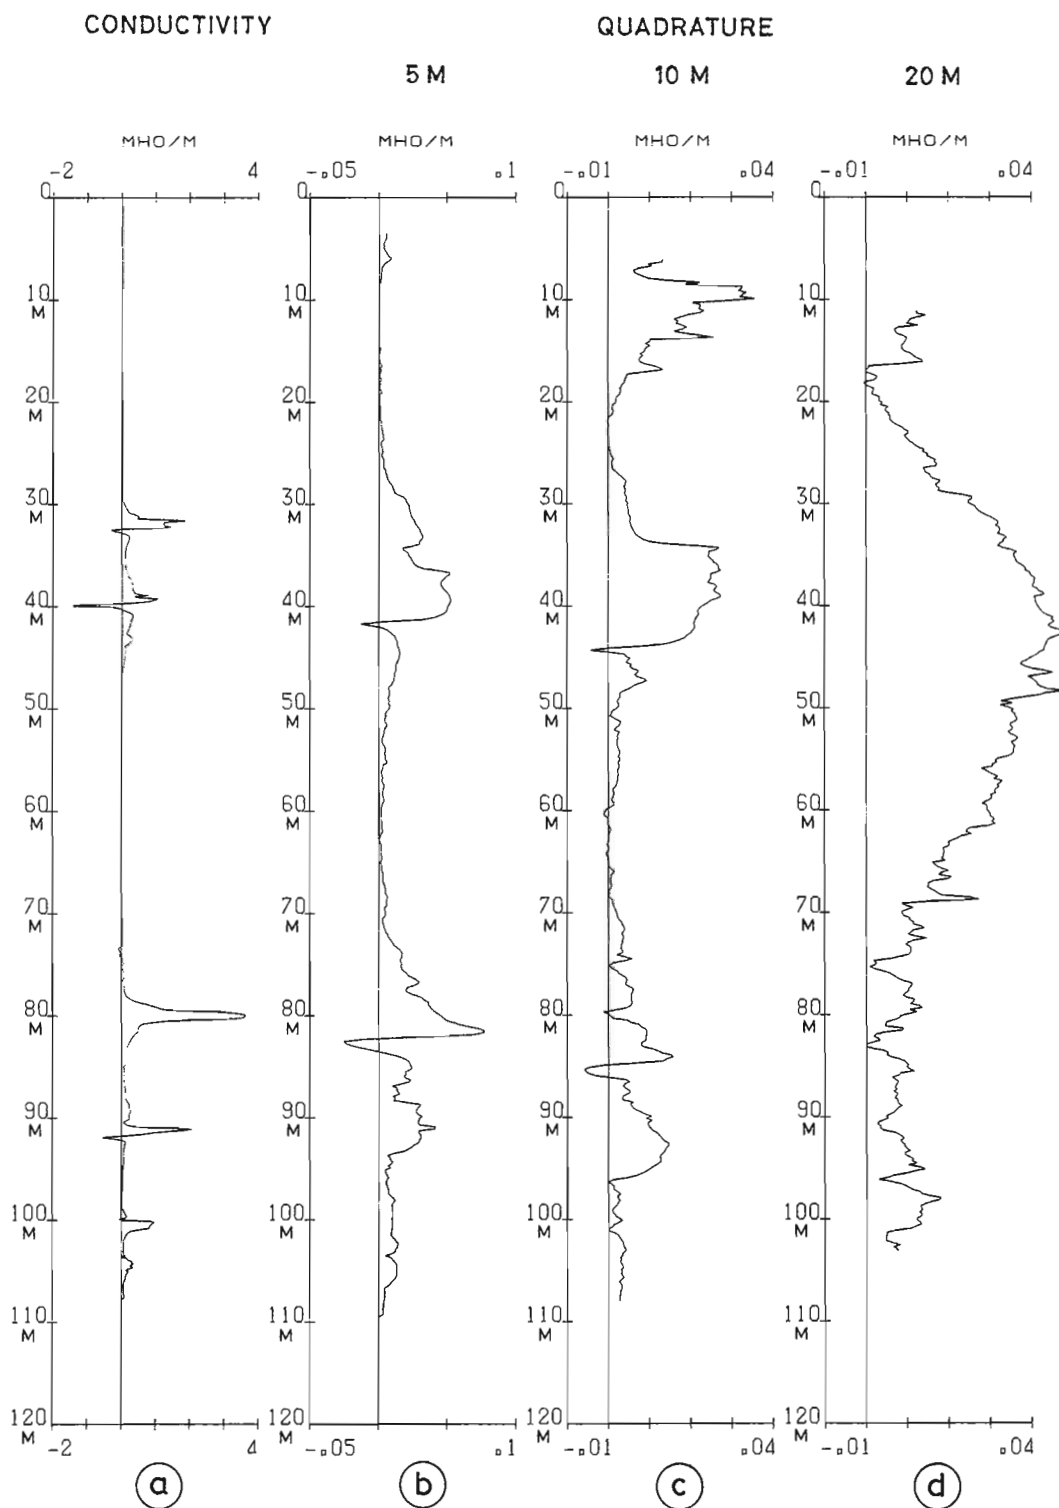 CONDUCTIVITY QUADRATURE
5 M 10 M 20 M
MHO/M MHO/M MHO/M MHO/M
-2 4 -.05 .1 -.01 .04 -.01 .04
0 0 0 0
10 M 10 M 10 M 10 M
20 M 20 M 20 M 20 M
30 M 30 M 30 M 30 M
40 M 40 M 40 M 40 M
50 M 50 M 50 M 50 M
60 M 60 M 60 M 60 M
70 M 70 M 70 M 70 M
80 M 80 M 80 M 80 M
90 M 90 M 90 M 90 M
100 M 100 M 100 M 100 M
110 M 110 M 110 M 110 M
120 M 120 M 120 M 120 M
-2 4 -.05 .1 -.01 .04 -.01 .04
a b c d